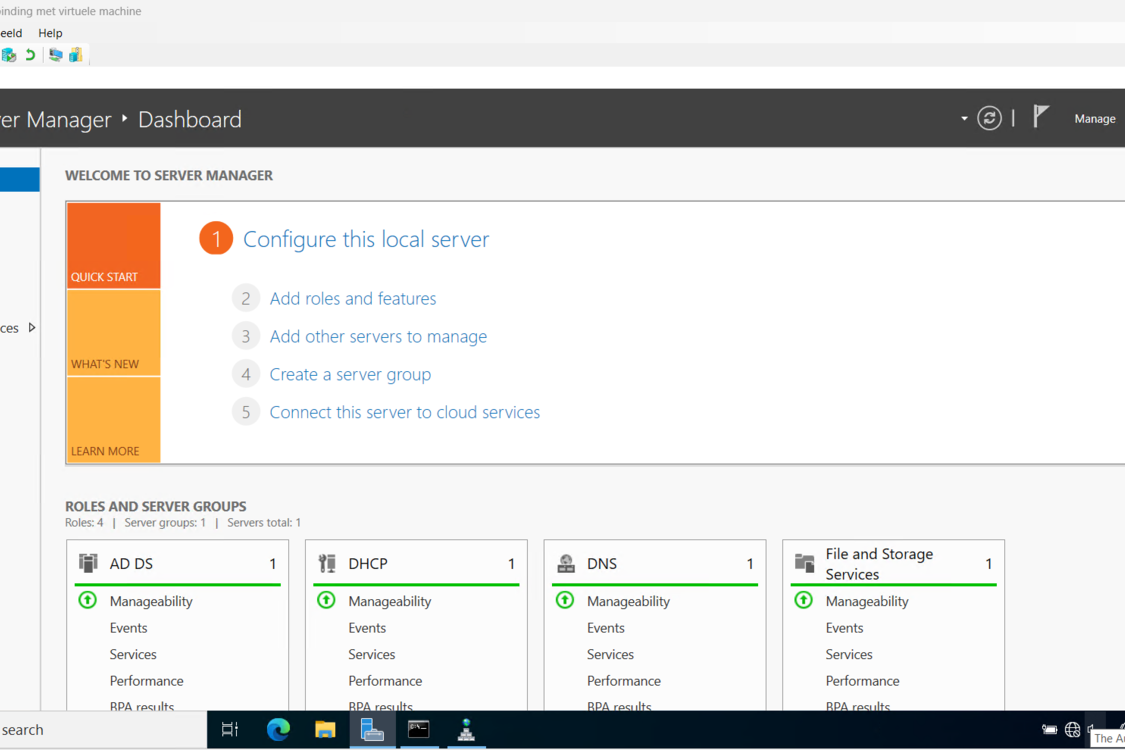 inding met virtuele machine
eeld Help
er Manager Dashboard Manage
WELCOME TO SERVER MANAGER
QUICK START
WHAT'S NEW
LEARN MORE
1 Configure this local server
2 Add roles and features
3 Add other servers to manage
4 Create a server group
5 Connect this server to cloud services
ces
ROLES AND SERVER GROUPS
Roles: 4 | Server groups: 1 | Servers total: 1
AD DS 1
Manageability
Events
Services
Performance
BPA results
DHCP 1
Manageability
Events
Services
Performance
BPA results
DNS 1
Manageability
Events
Services
Performance
BPA results
File and Storage
Services 1
Manageability
Events
Services
Performance
BPA results
search
The A